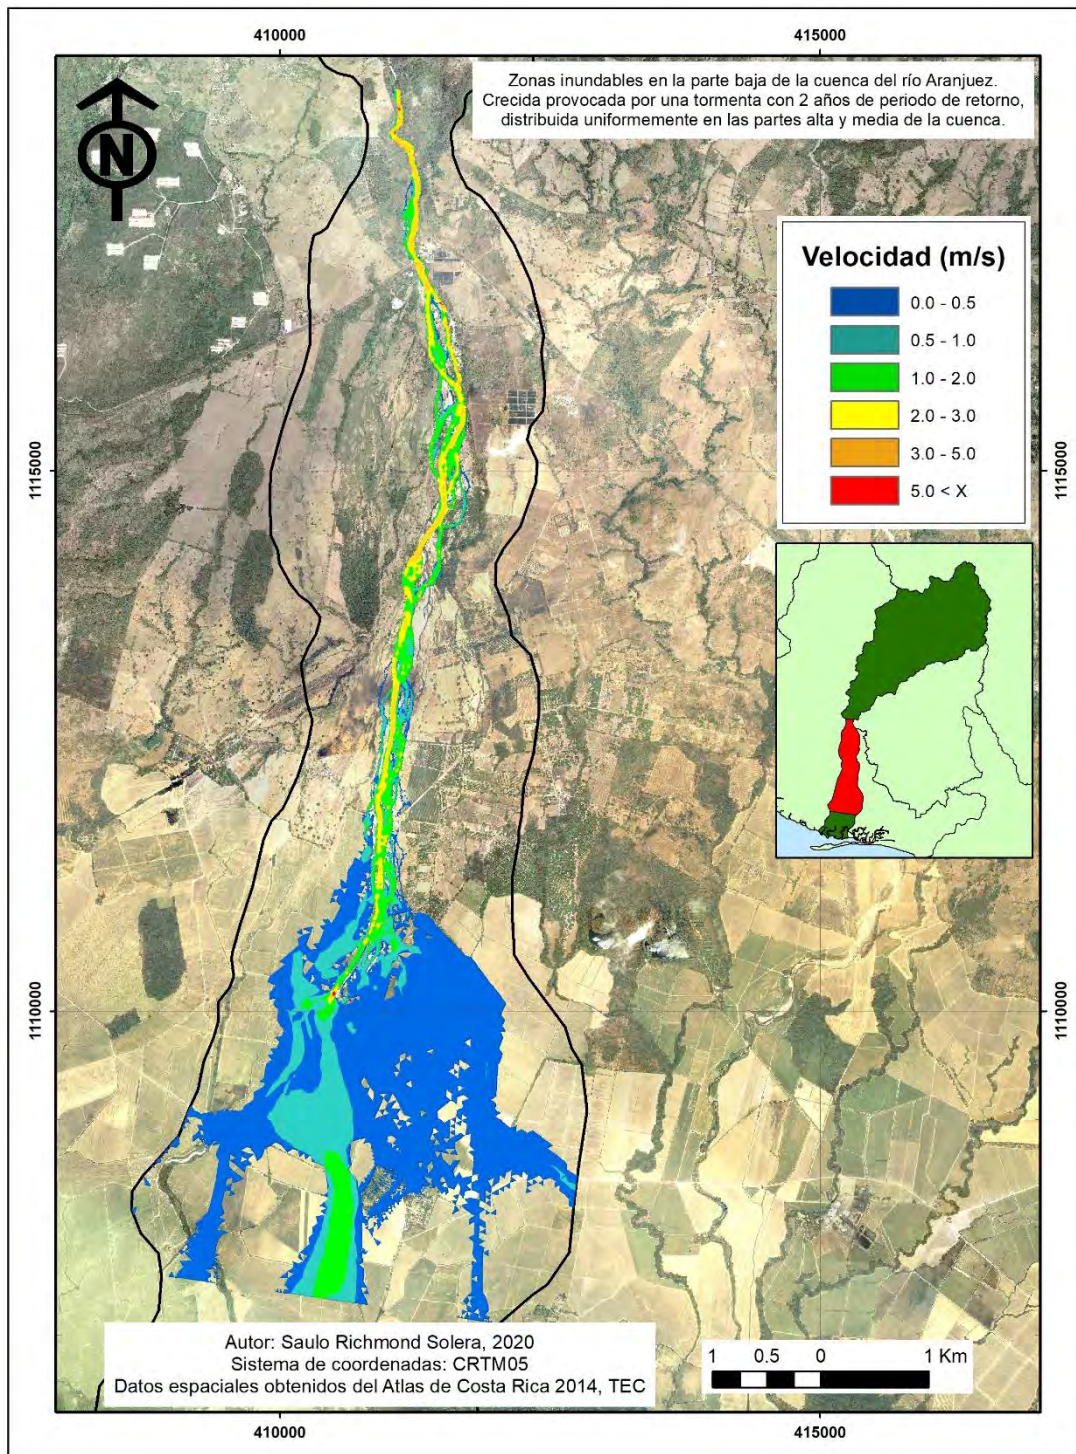 410000
415000
Zonas inundables en la parte baja de la cuenca del río Aranjuez.
Crecida provocada por una tormenta con 2 años de periodo de retorno,
distribuida uniformemente en las partes alta y media de la cuenca.
N
Velocidad (m/s)
0.0 - 0.5
0.5 - 1.0
1.0 - 2.0
2.0 - 3.0
3.0 - 5.0
5.0 < X
1115000
1115000
1110000
1110000
Autor: Saulo Richmond Solera, 2020
Sistema de coordenadas: CRTM05
Datos espaciales obtenidos del Atlas de Costa Rica 2014, TEC
1 0.5 0 1 Km
410000
415000